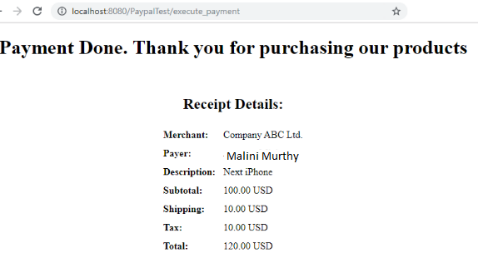 localhost:8080/PaypalTest/execute_payment
Payment Done. Thank you for purchasing our products
Receipt Details:
Merchant: Company ABC Ltd.
Payer: Malini Murthy
Description: Next iPhone
Subtotal: 100.00 USD
Shipping: 10.00 USD
Tax: 10.00 USD
Total: 120.00 USD